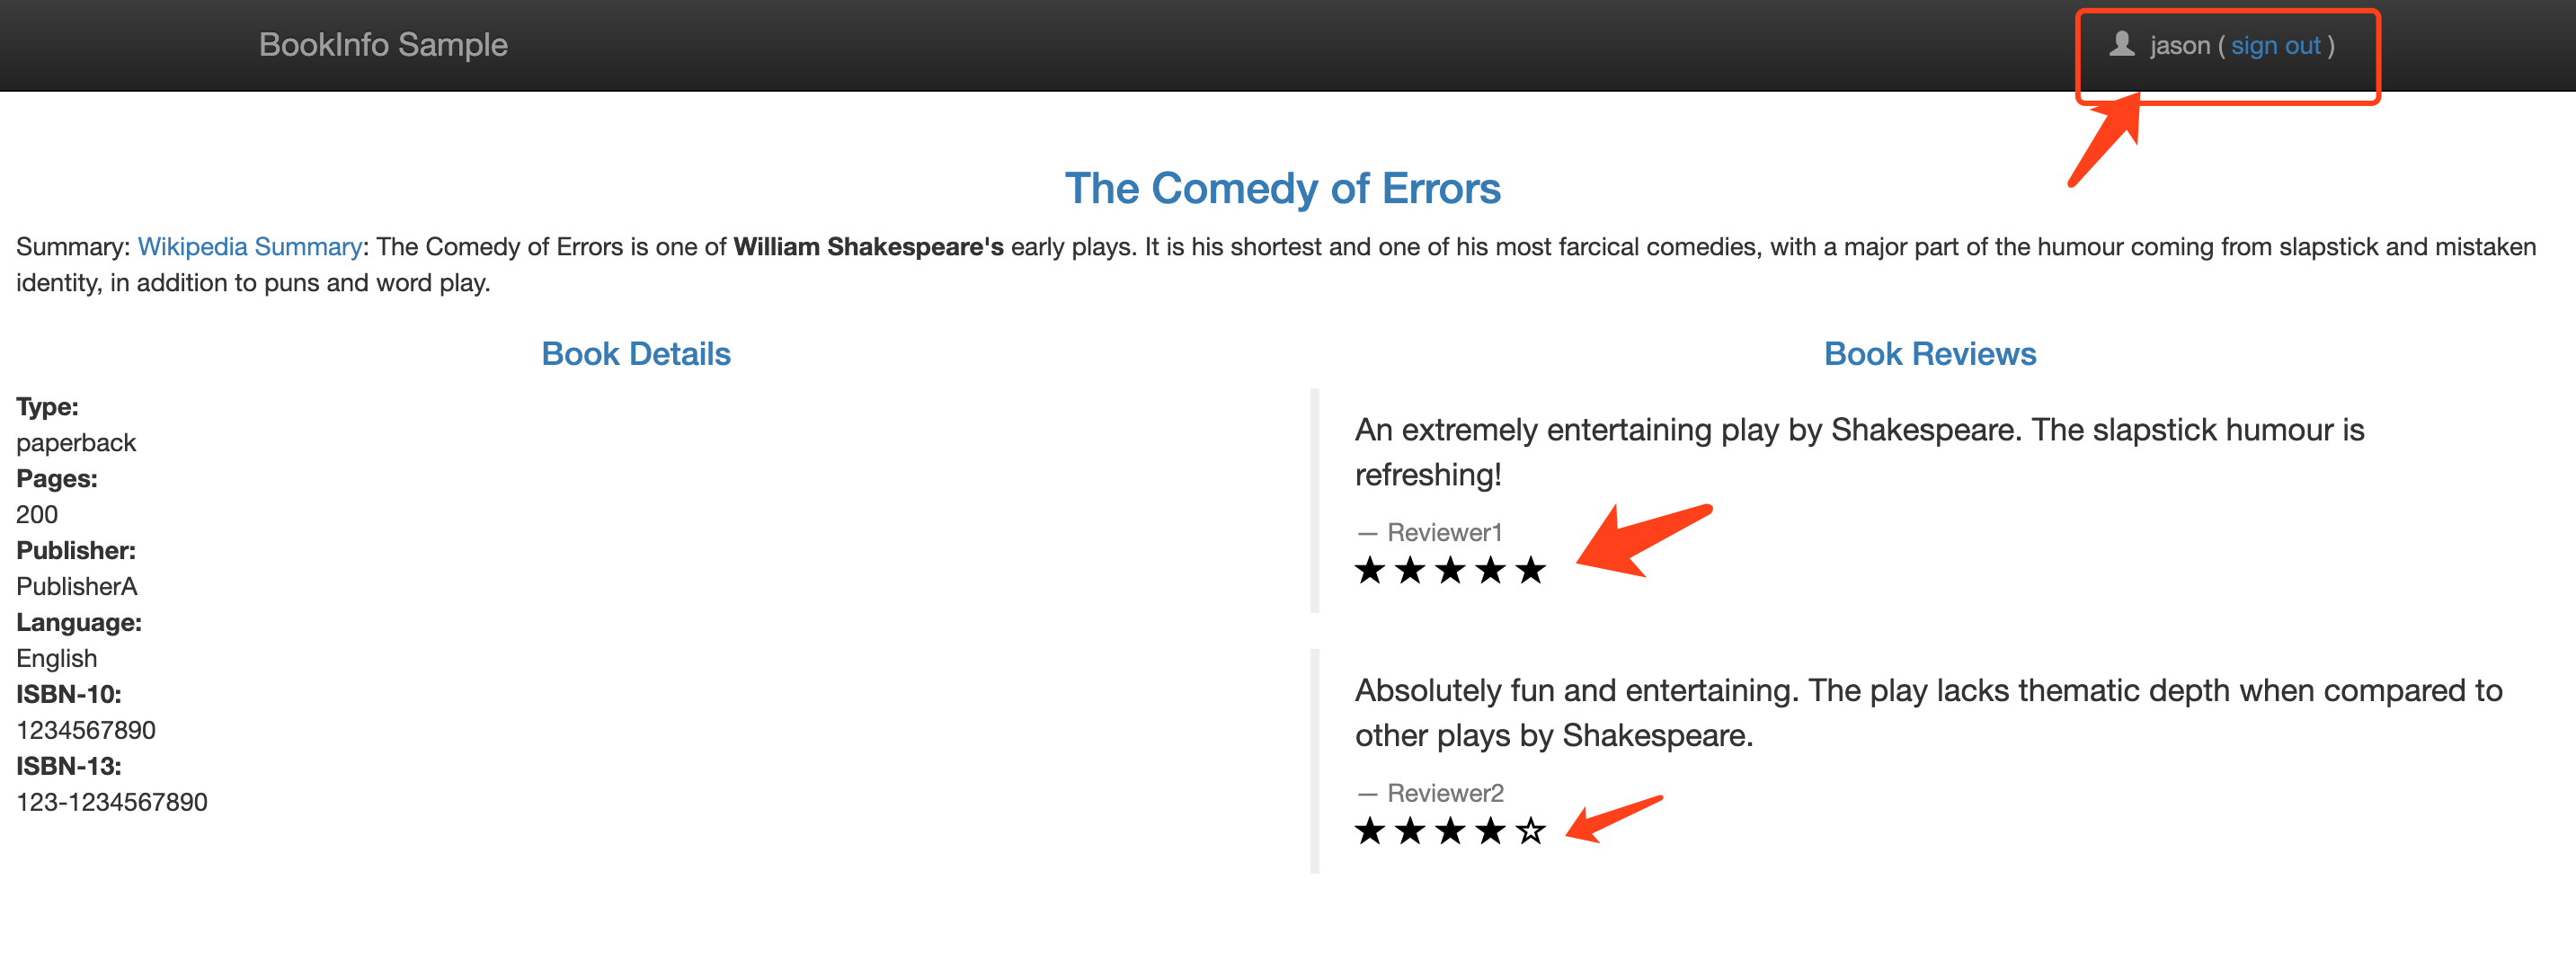 BookInfo Sample
jason ( sign out )
The Comedy of Errors
Summary: Wikipedia Summary: The Comedy of Errors is one of William Shakespeare's early plays. It is his shortest and one of his most farcical comedies, with a major part of the humour coming from slapstick and mistaken
identity, in addition to puns and word play.
Book Details
Type:
paperback
Pages:
200
Publisher:
PublisherA
Language:
English
ISBN-10:
1234567890
ISBN-13:
123-1234567890
Book Reviews
An extremely entertaining play by Shakespeare. The slapstick humour is
refreshing!
— Reviewer1
Absolutely fun and entertaining. The play lacks thematic depth when compared to
other plays by Shakespeare.
— Reviewer2